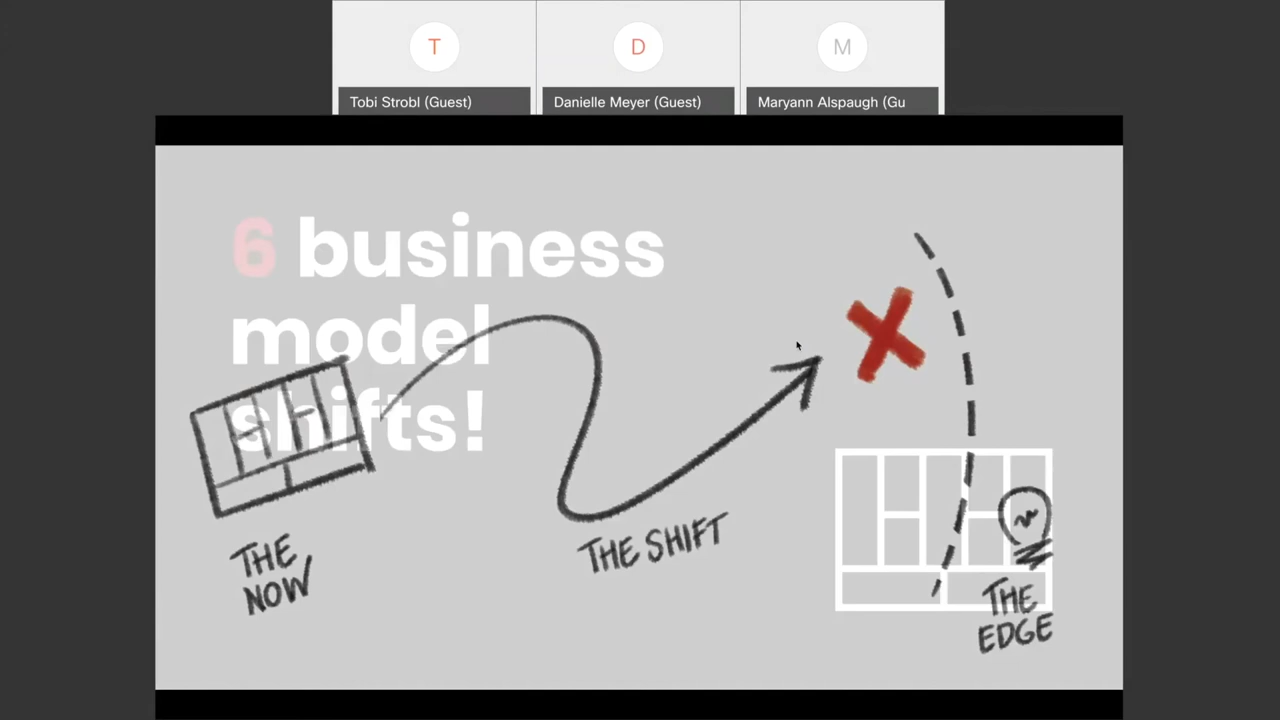 T
D
M
Tobi Strobl (Guest)
Danielle Meyer (Guest)
Maryann Alspaugh (Gu
6 business
model
shifts!
THE
NOW
THE SHIFT
THE
EDGE